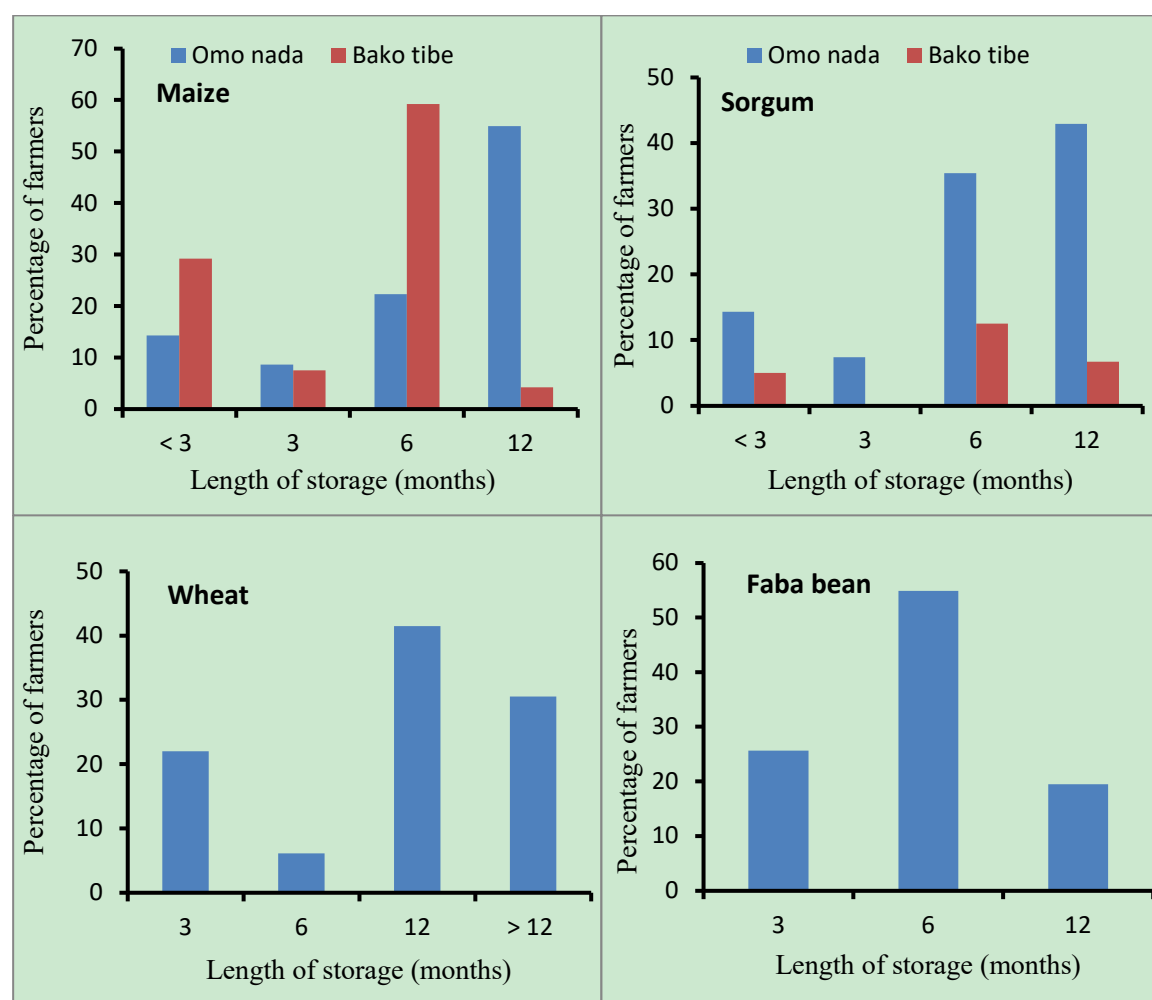 Omo nada Bako tibe
Maize
Percentage of farmers
70
60
50
40
30
20
10
0
< 3 3 6 12
Length of storage (months)
Omo nada Bako tibe
Sorgum
Percentage of farmers
50
40
30
20
10
0
< 3 3 6 12
Length of storage (months)
Wheat
Percentage of farmers
50
40
30
20
10
0
3 6 12 > 12
Length of storage (months)
Faba bean
Percentage of farmers
60
50
40
30
20
10
0
3 6 12
Length of storage (months)